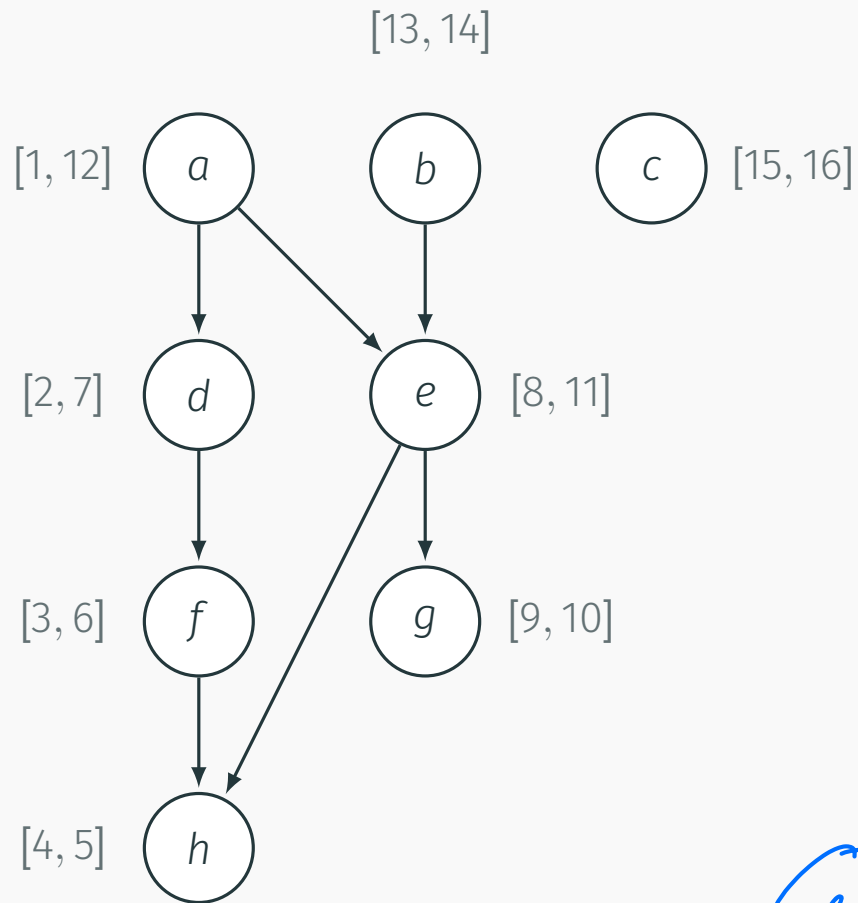 [13, 14]
[1, 12] a b c [15, 16]
[2, 7] d e [8, 11]
[3, 6] f g [9, 10]
[4, 5] h